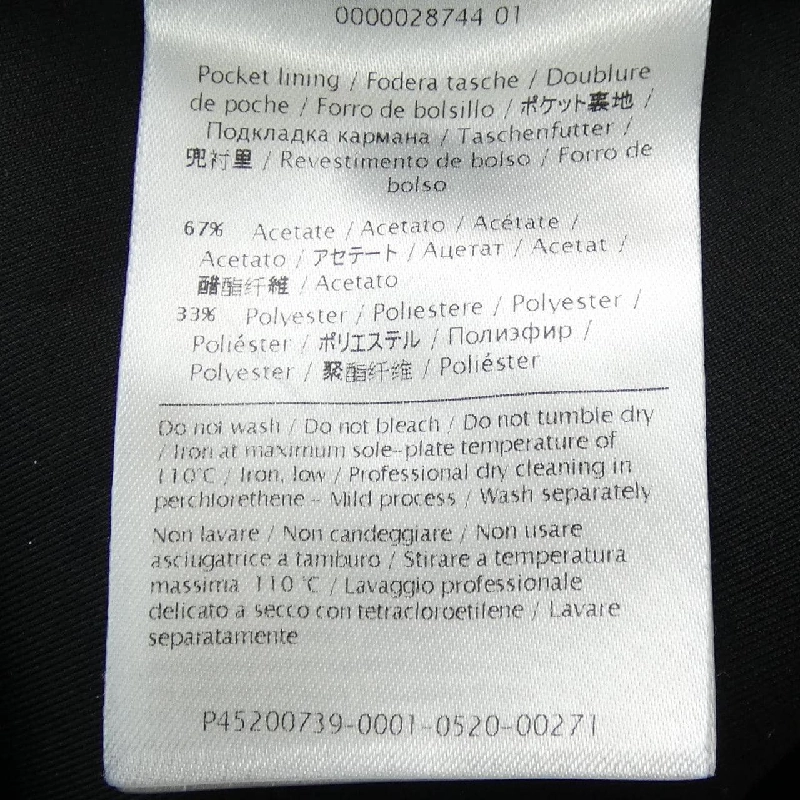 0000028744 01
Pocket lining / Fodera tasche / Doublure
de poche / Forro de bolsillo / ポケット裏地 /
Подкладка кармана / Taschenfutter /
兜衬里 / Revestimento de bolso / Forro de
bolso
67% Acetate / Acetato / Acétate /
Acetato / アセテート / Ацетат / Acetat /
醋酯纤维 / Acetato
33% Polyester / Poliestere / Polyester /
Poliéster / ポリエステル / Полиэфир /
Polyester / 聚酯纤维 / Poliéster
Do not wash / Do not bleach / Do not tumble dry
/ Iron at maximum sole-plate temperature of
110°C / Iron, low / Professional dry cleaning in
perchlorethene - Mild process / Wash separately
Non lavare / Non candeggiare / Non usare
asciugatrice a tamburo / Stirare a temperatura
massima 110°C / Lavaggio professionale
delicato a secco con tetracloroetilene / Lavare
separatamente
P45200739-0001-0520-00271